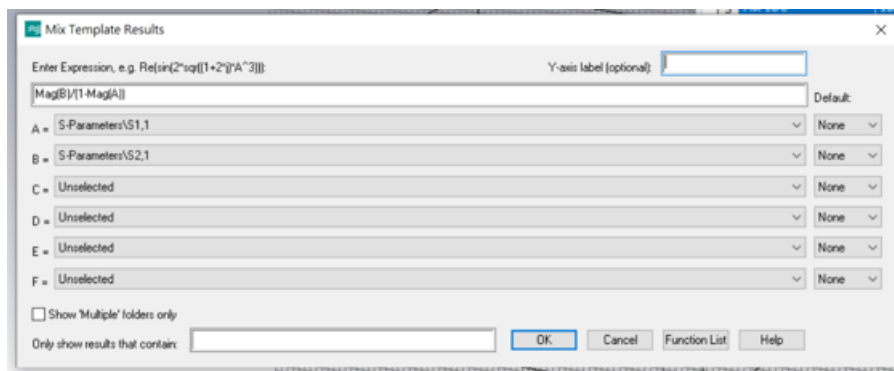 Mix Template Results
Enter Expression, e.g. Re(sin(2*sqr((1+2*j)*A^3))): Y-axis label (optional):
Mag(B)/(1-Mag(A)) Default:
A = S-Parameters\S1,1 None
B = S-Parameters\S2,1 None
C = Unselected None
D = Unselected None
E = Unselected None
F = Unselected None
Show 'Multiple' folders only
Only show results that contain: OK Cancel Function List Help